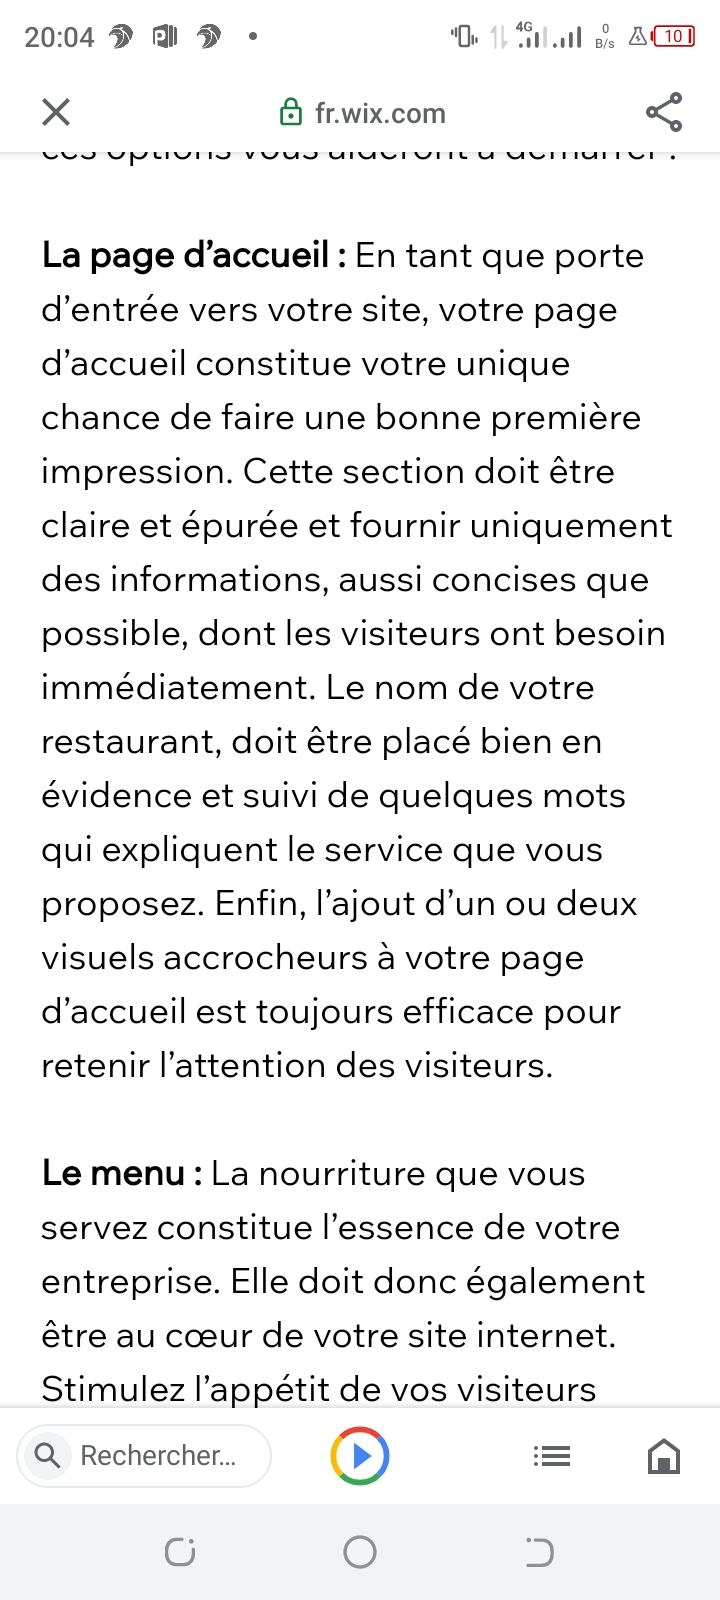 20:04
4G
0
B/s
10
fr.wix.com
ces options vous aideront à démarrer :
La page d’accueil : En tant que porte
d’entrée vers votre site, votre page
d’accueil constitue votre unique
chance de faire une bonne première
impression. Cette section doit être
claire et épurée et fournir uniquement
des informations, aussi concises que
possible, dont les visiteurs ont besoin
immédiatement. Le nom de votre
restaurant, doit être placé bien en
évidence et suivi de quelques mots
qui expliquent le service que vous
proposez. Enfin, l’ajout d’un ou deux
visuels accrocheurs à votre page
d’accueil est toujours efficace pour
retenir l’attention des visiteurs.
Le menu : La nourriture que vous
servez constitue l’essence de votre
entreprise. Elle doit donc également
être au cœur de votre site internet.
Stimulez l’appétit de vos visiteurs
Rechercher...